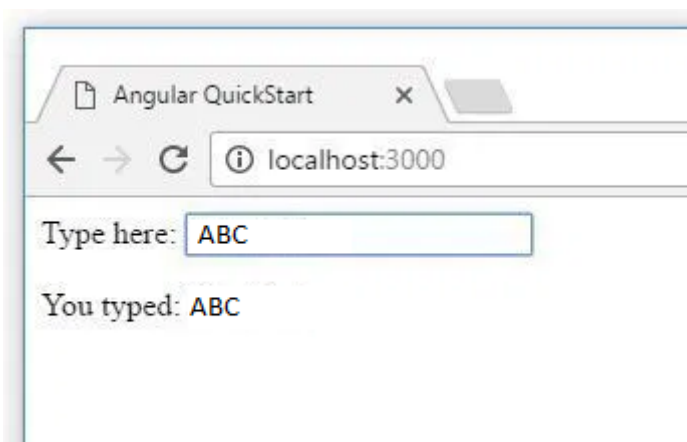 Angular QuickStart
localhost:3000
Type here: ABC
You typed: ABC